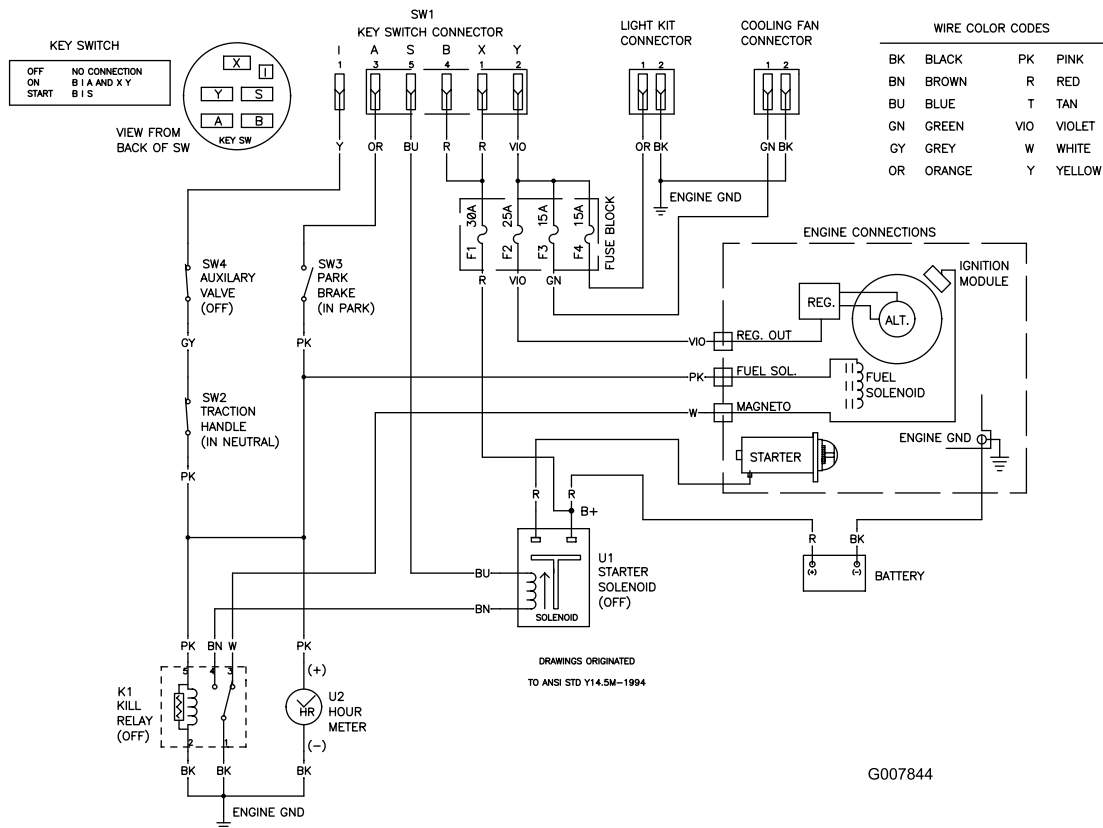 KEY SWITCH
OFF NO CONNECTION
ON B I A AND X Y
START B I S
X
I
Y S
A B
KEY SW
VIEW FROM
BACK OF SW
SW1
KEY SWITCH CONNECTOR
I A S B X Y
1 3 5 4 1 2
Y OR BU R R VIO
LIGHT KIT
CONNECTOR
1 2
OR BK
COOLING FAN
CONNECTOR
1 2
GN BK
ENGINE GND
WIRE COLOR CODES
BK BLACK PK PINK
BN BROWN R RED
BU BLUE T TAN
GN GREEN VIO VIOLET
GY GREY W WHITE
OR ORANGE Y YELLOW
F1 30A
F2 25A
F3 15A
F4 15A
FUSE BLOCK
R VIO GN
SW4
AUXILARY
VALVE
(OFF)
GY
SW3
PARK
BRAKE
(IN PARK)
PK
SW2
TRACTION
HANDLE
(IN NEUTRAL)
PK
ENGINE CONNECTIONS
IGNITION
MODULE
REG.
ALT.
VIO REG. OUT
PK FUEL SOL.
FUEL
SOLENOID
W MAGNETO
STARTER
ENGINE GND
R R
B+
U1
STARTER
SOLENOID
(OFF)
BU
BN
SOLENOID
R BK
(+) (-)
BATTERY
DRAWINGS ORIGINATED
TO ANSI STD Y14.5M-1994
PK BN W PK
5 4 3
(+)
K1
KILL
RELAY
(OFF)
HR
U2
HOUR
METER
2 1
(-)
BK BK BK
ENGINE GND
G007844